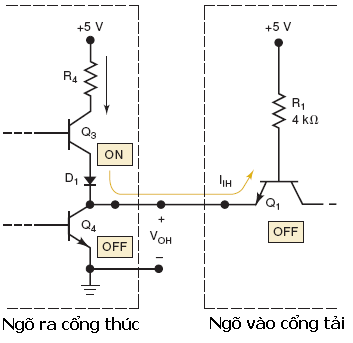 +5 V
+5 V
R4
R1
4 kΩ
Q3
ON
D1
IIH
Q1
Q4
+
OFF
VOH
OFF
–
Ngõ ra cổng thúc
Ngõ vào cổng tải